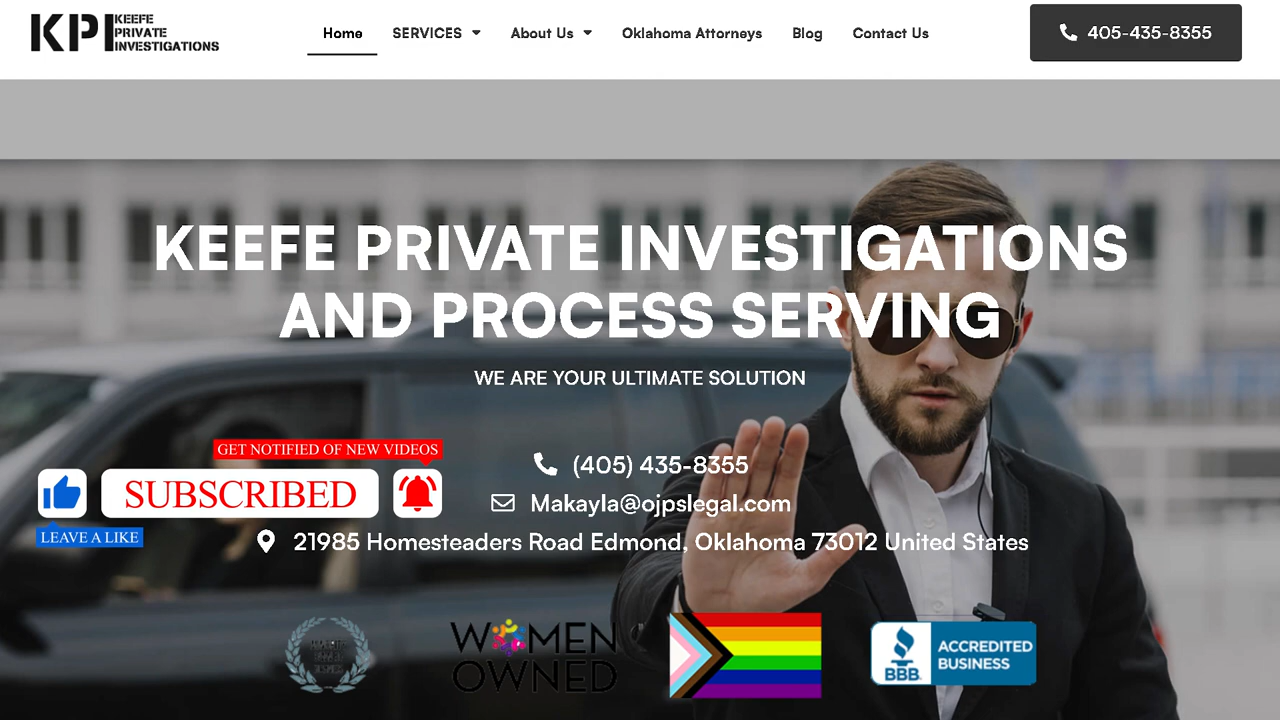 KPI KEEFE
PRIVATE
INVESTIGATIONS
Home SERVICES About Us Oklahoma Attorneys Blog Contact Us
405-435-8355
KEEFE PRIVATE INVESTIGATIONS
AND PROCESS SERVING
WE ARE YOUR ULTIMATE SOLUTION
GET NOTIFIED OF NEW VIDEOS
SUBSCRIBED
LEAVE A LIKE
(405) 435-8355
Makayla@ojpslegal.com
21985 Homesteaders Road Edmond, Oklahoma 73012 United States
WOMEN
OWNED
BBB
ACCREDITED
BUSINESS